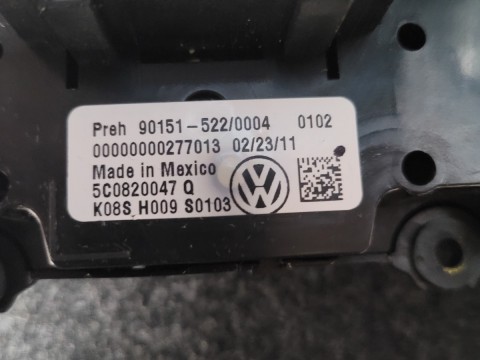 Preh 90151-522/0004 0102
00000000277013 02/23/11
Made in Mexico
5C0820047 Q
K08S H009 S0103